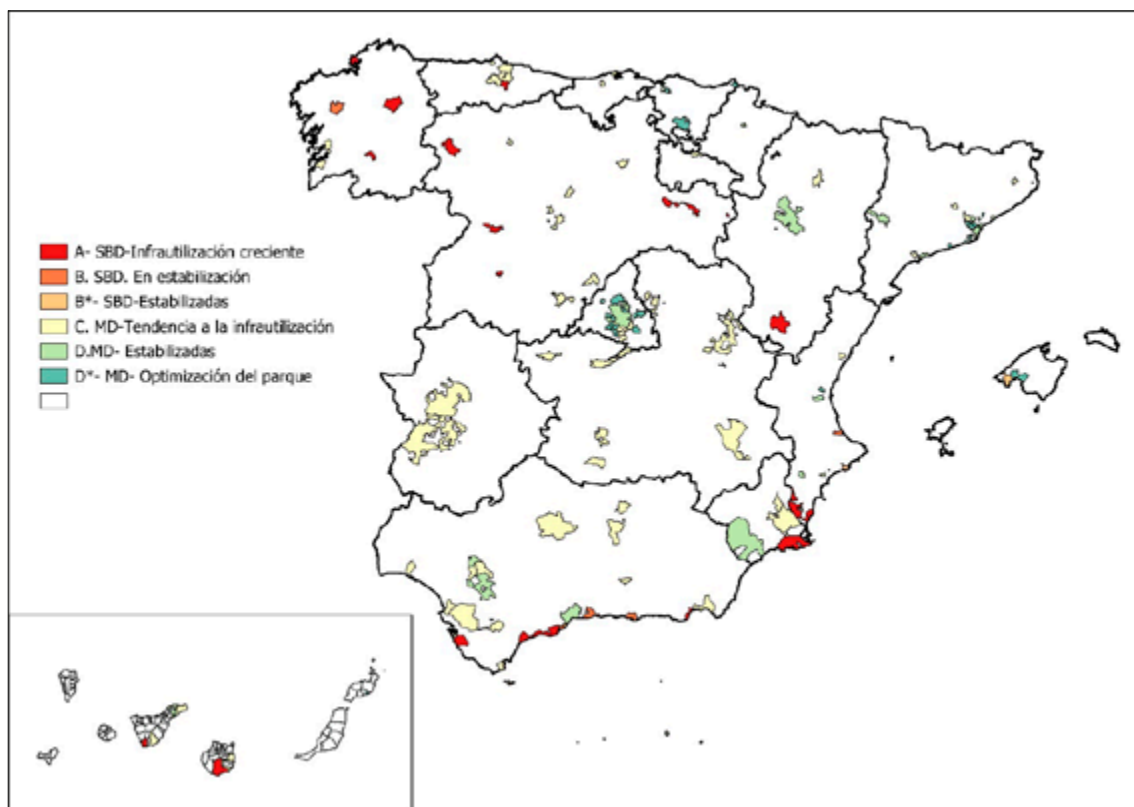 A- SBD-Infrautilización creciente
B. SBD. En estabilización
B*- SBD-Estabilizadas
C. MD-Tendencia a la infrautilización
D.MD- Estabilizadas
D*- MD- Optimización del parque